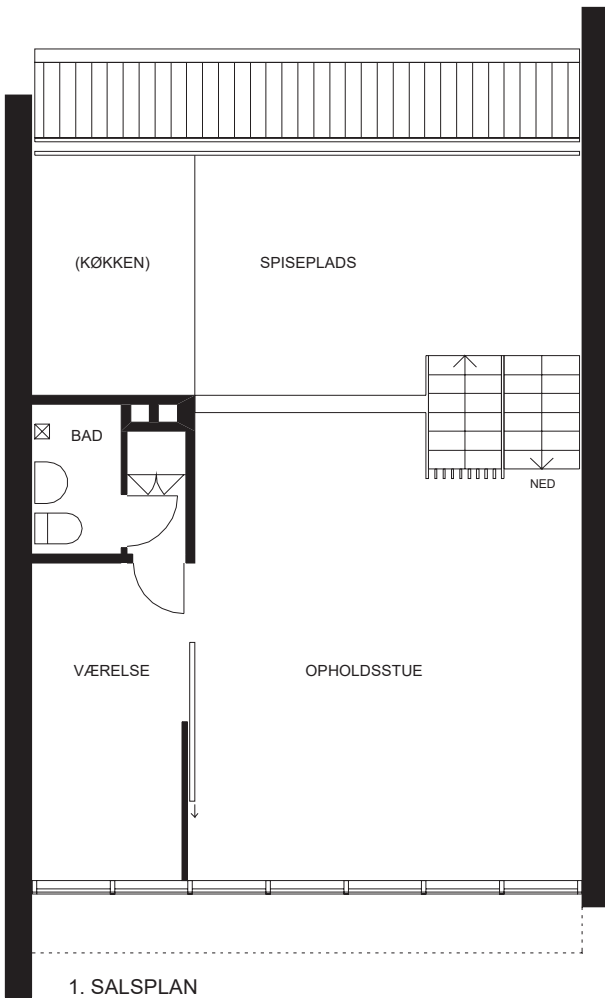 (KØKKEN)
SPISEPLADS
BAD
NED
VÆRELSE
OPHOLDSSTUE
1. SALSPLAN